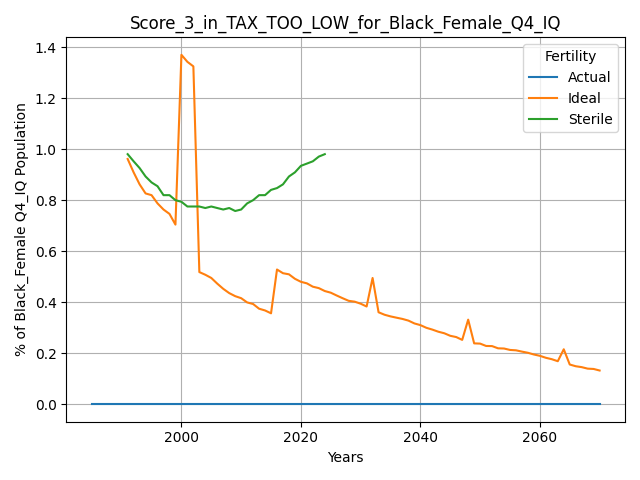 Score_3_in_TAX_TOO_LOW_for_Black_Female_Q4_IQ
% of Black_Female Q4_IQ Population
1.4
1.2
1.0
0.8
0.6
0.4
0.2
0.0
Fertility
Actual
Ideal
Sterile
2000 2020 2040 2060
Years